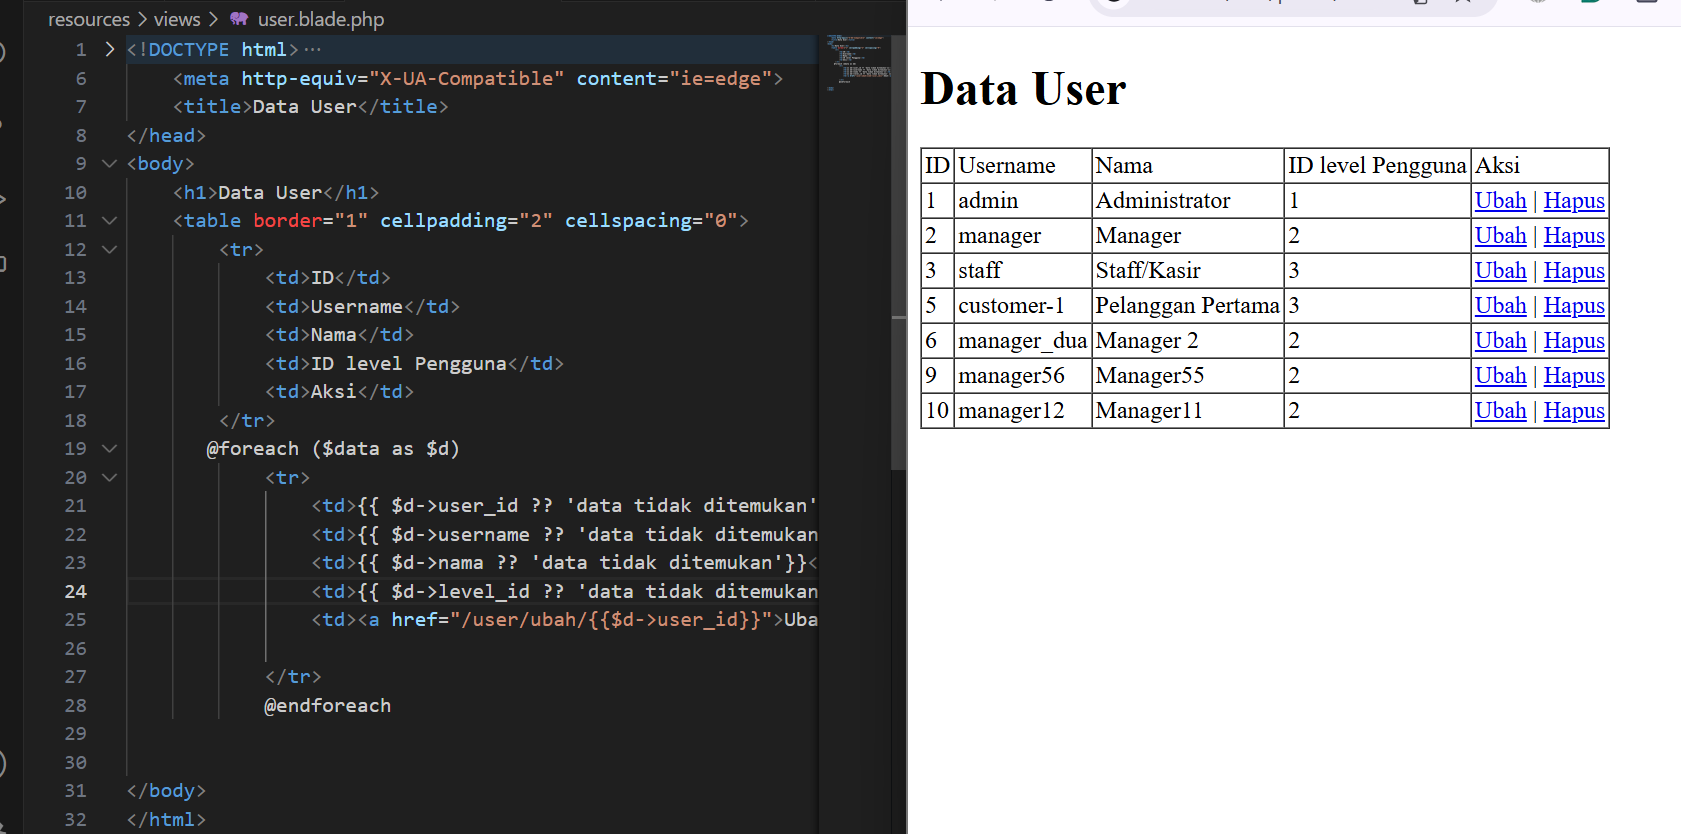 resources > views > user.blade.php
1 > <!DOCTYPE html> ···
6 <meta http-equiv="X-UA-Compatible" content="ie=edge">
7 <title>Data User</title>
8 </head>
9 <body>
10 <h1>Data User</h1>
11 <table border="1" cellpadding="2" cellspacing="0">
12 <tr>
13 <td>ID</td>
14 <td>Username</td>
15 <td>Nama</td>
16 <td>ID level Pengguna</td>
17 <td>Aksi</td>
18 </tr>
19 @foreach ($data as $d)
20 <tr>
21 <td>{{ $d->user_id ?? 'data tidak ditemukan'
22 <td>{{ $d->username ?? 'data tidak ditemukan
23 <td>{{ $d->nama ?? 'data tidak ditemukan'}}<
24 <td>{{ $d->level_id ?? 'data tidak ditemukan
25 <td><a href="/user/ubah/{{$d->user_id}}">Uba
26
27 </tr>
28 @endforeach
29
30
31 </body>
32 </html>
Data User
ID Username Nama ID level Pengguna Aksi
1 admin Administrator 1 Ubah | Hapus
2 manager Manager 2 Ubah | Hapus
3 staff Staff/Kasir 3 Ubah | Hapus
5 customer-1 Pelanggan Pertama 3 Ubah | Hapus
6 manager_dua Manager 2 2 Ubah | Hapus
9 manager56 Manager55 2 Ubah | Hapus
10 manager12 Manager11 2 Ubah | Hapus